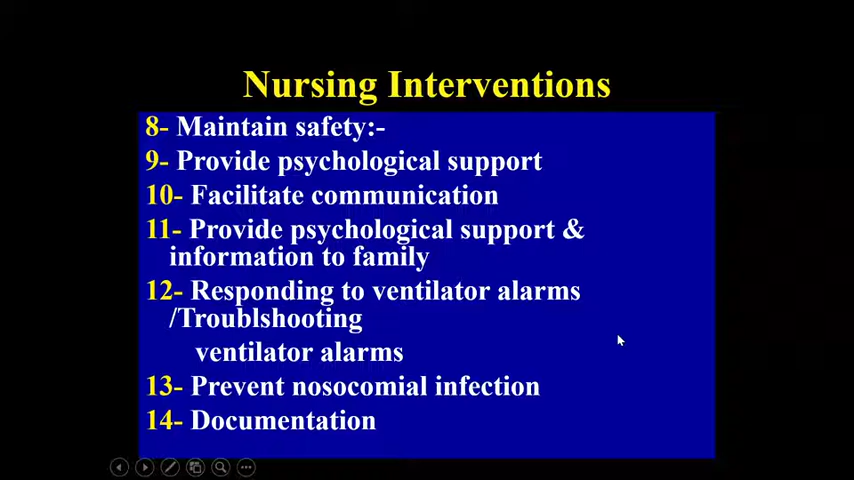 Nursing Interventions
8- Maintain safety:-
9- Provide psychological support
10- Facilitate communication
11- Provide psychological support &
information to family
12- Responding to ventilator alarms
/Troublshooting
ventilator alarms
13- Prevent nosocomial infection
14- Documentation